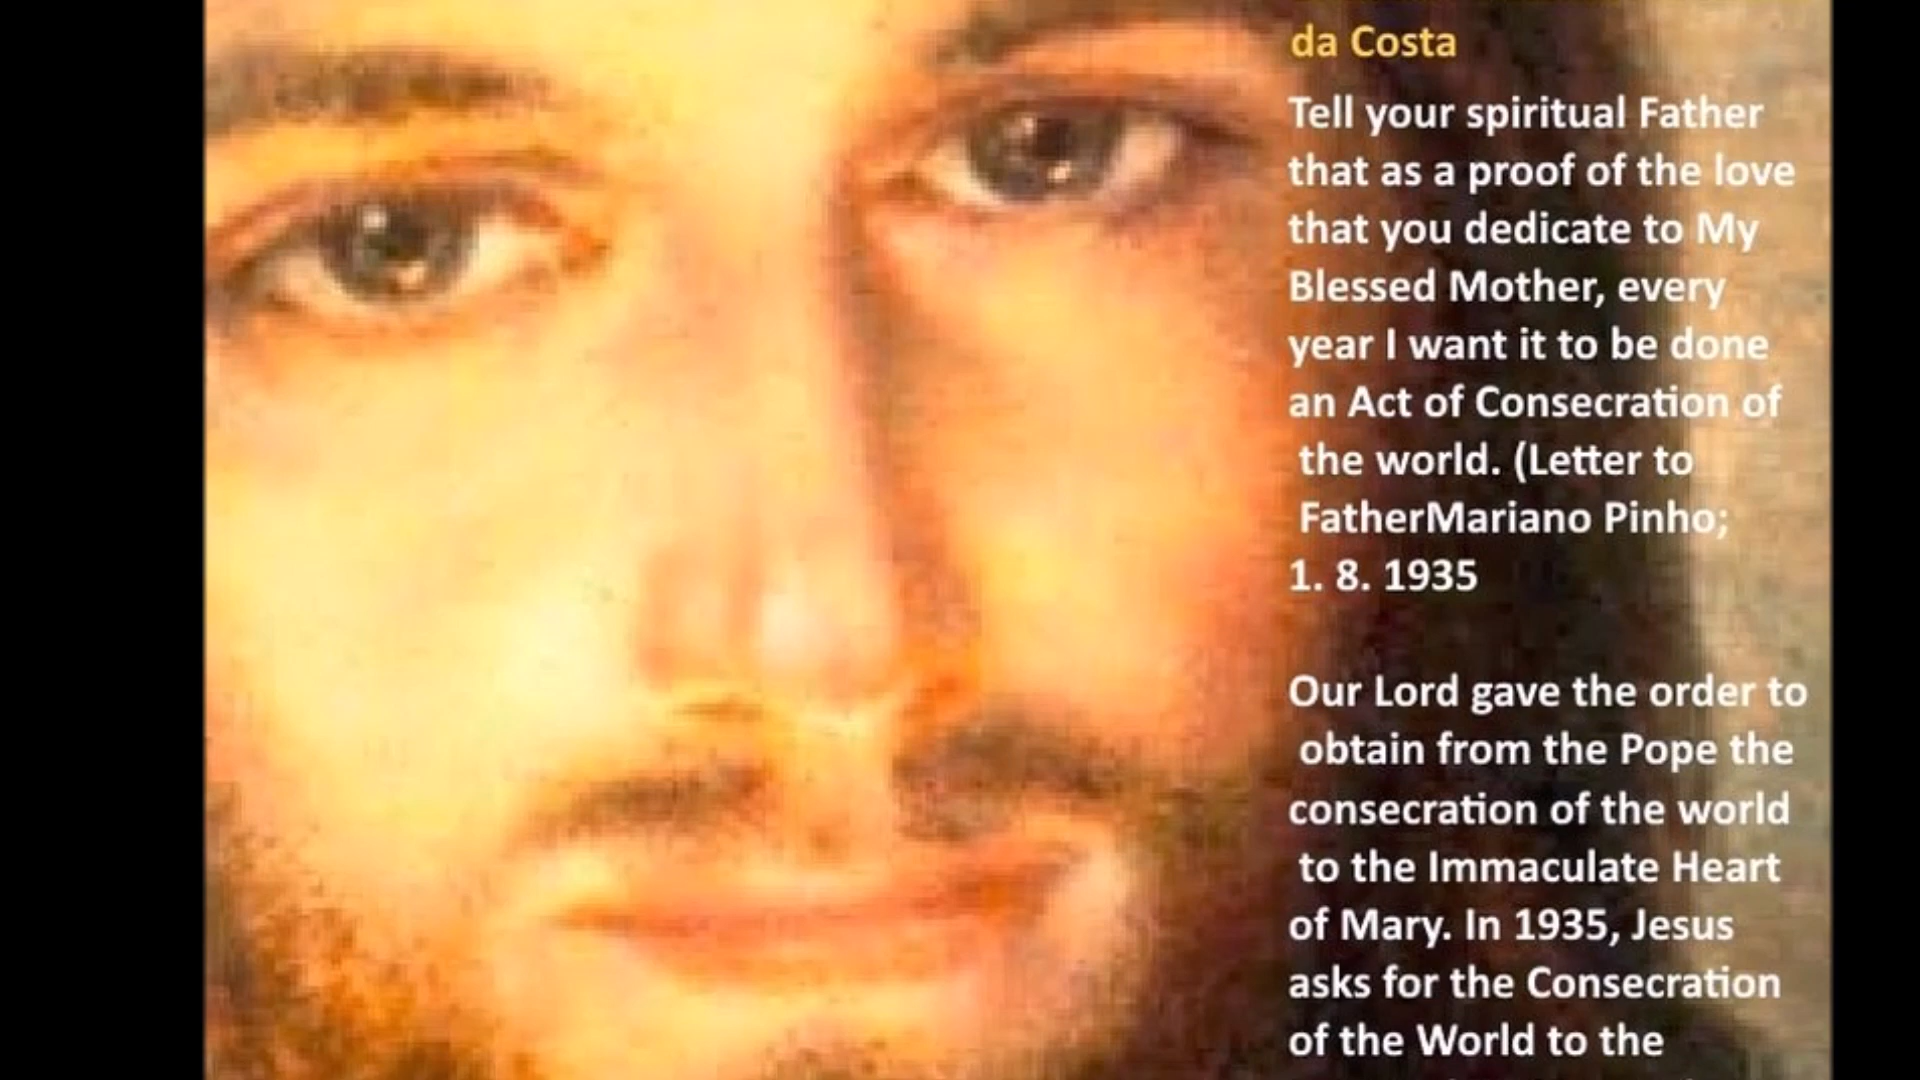 da Costa
Tell your spiritual Father
that as a proof of the love
that you dedicate to My
Blessed Mother, every
year I want it to be done
an Act of Consecration of
the world. (Letter to
FatherMariano Pinho;
1. 8. 1935
Our Lord gave the order to
obtain from the Pope the
consecration of the world
to the Immaculate Heart
of Mary. In 1935, Jesus
asks for the Consecration
of the World to the